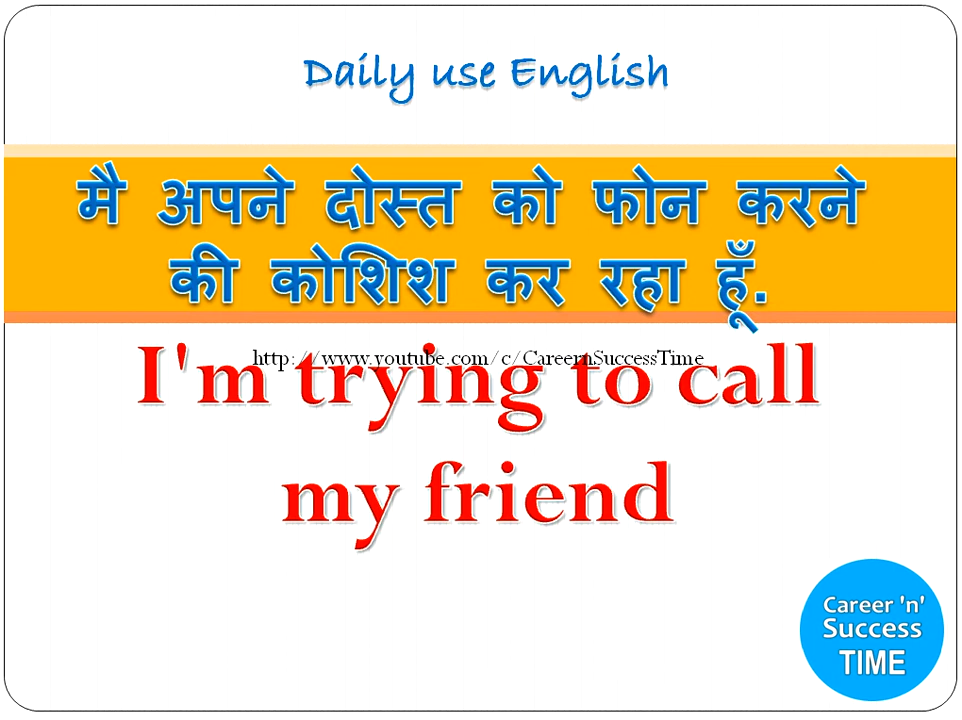 Daily use English
मै अपने दोस्त को फोन करने
की कोशिश कर रहा हूँ.
http://www.youtube.com/c/CareernSuccessTime
I'm trying to call
my friend
Career 'n'
Success
TIME